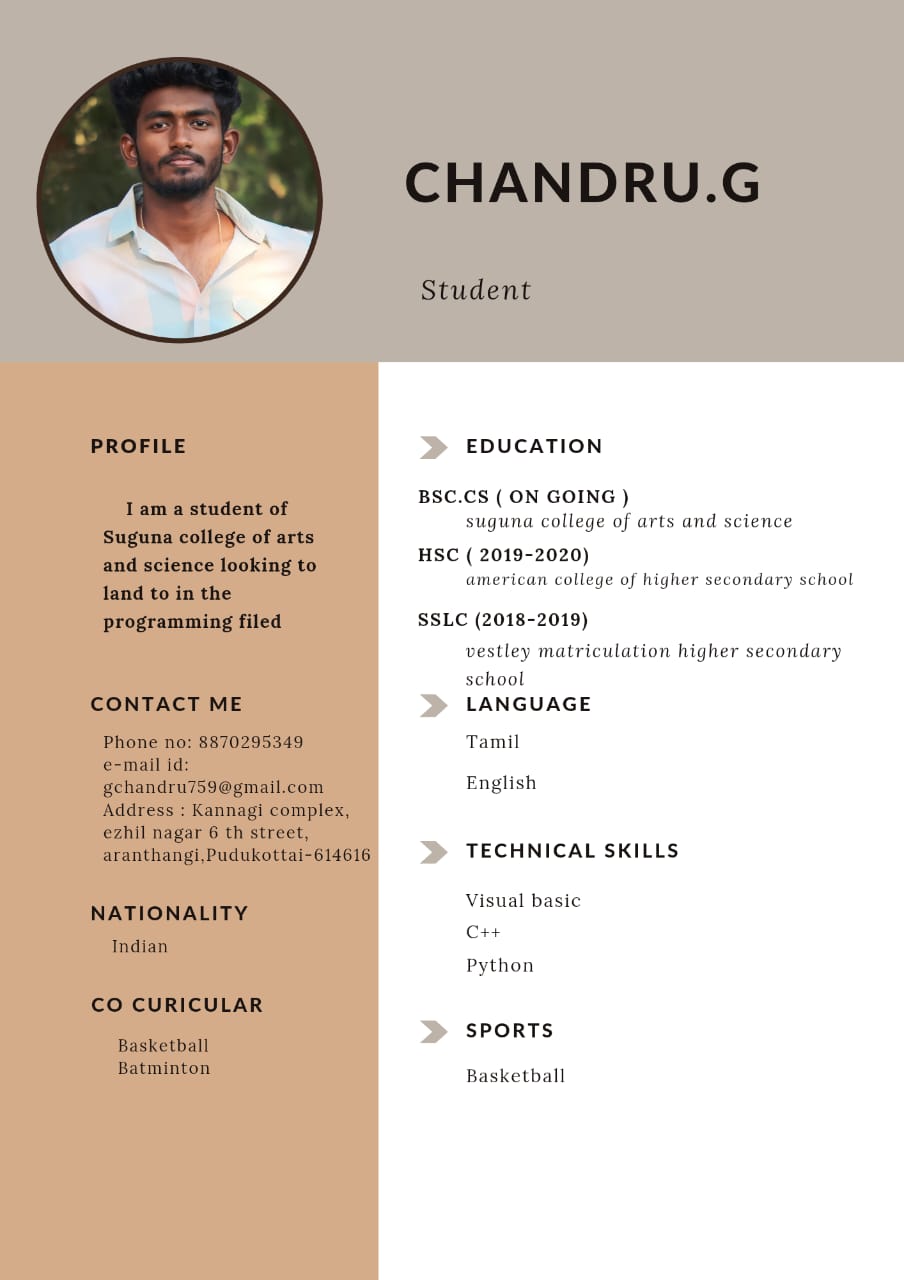 CHANDRU.G
Student
PROFILE
I am a student of
Suguna college of arts
and science looking to
land to in the
programming filed
CONTACT ME
Phone no: 8870295349
e-mail id:
gchandru759@gmail.com
Address : Kannagi complex,
ezhil nagar 6 th street,
aranthangi,Pudukottai-614616
NATIONALITY
Indian
CO CURICULAR
Basketball
Batminton
EDUCATION
BSC.CS ( ON GOING )
suguna college of arts and science
HSC ( 2019-2020)
american college of higher secondary school
SSLC (2018-2019)
vestley matriculation higher secondary
school
LANGUAGE
Tamil
English
TECHNICAL SKILLS
Visual basic
C++
Python
SPORTS
Basketball